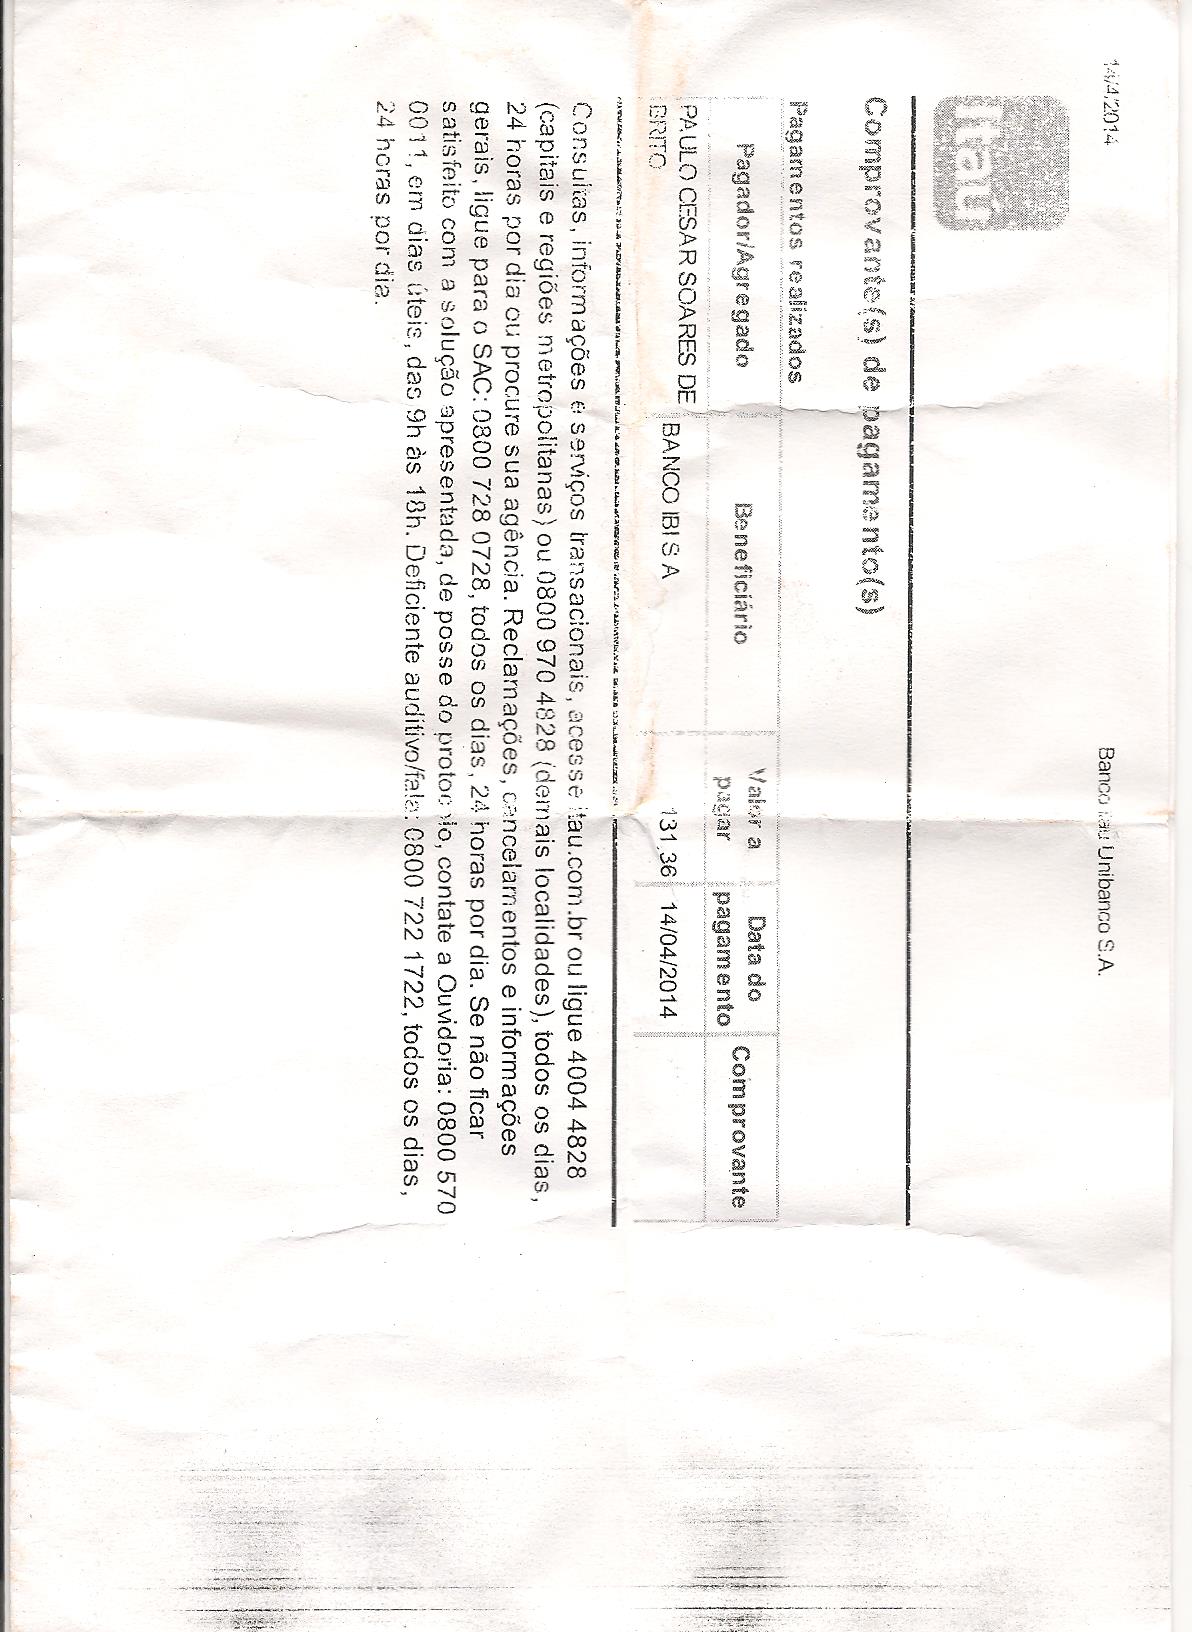 14/4/2014
Banco Itaú Unibanco S.A.
Itaú
Comprovante(s) de pagamento(s)
Pagamentos realizados
Pagador/Agregado Beneficiário Valor a pagar Data do pagamento Comprovante
PAULO CESAR SOARES DE BRITO BANCO IBI S A 131,36 14/04/2014
Consultas, informações e serviços transacionais, acesse itau.com.br ou ligue 4004 4828
(capitais e regiões metropolitanas) ou 0800 970 4828 (demais localidades), todos os dias,
24 horas por dia ou procure sua agência. Reclamações, cancelamentos e informações
gerais, ligue para o SAC: 0800 728 0728, todos os dias, 24 horas por dia. Se não ficar
satisfeito com a solução apresentada, de posse do protocolo, contate a Ouvidoria: 0800 570
0011, em dias úteis, das 9h às 18h. Deficiente auditivo/fala: 0800 722 1722, todos os dias,
24 horas por dia.